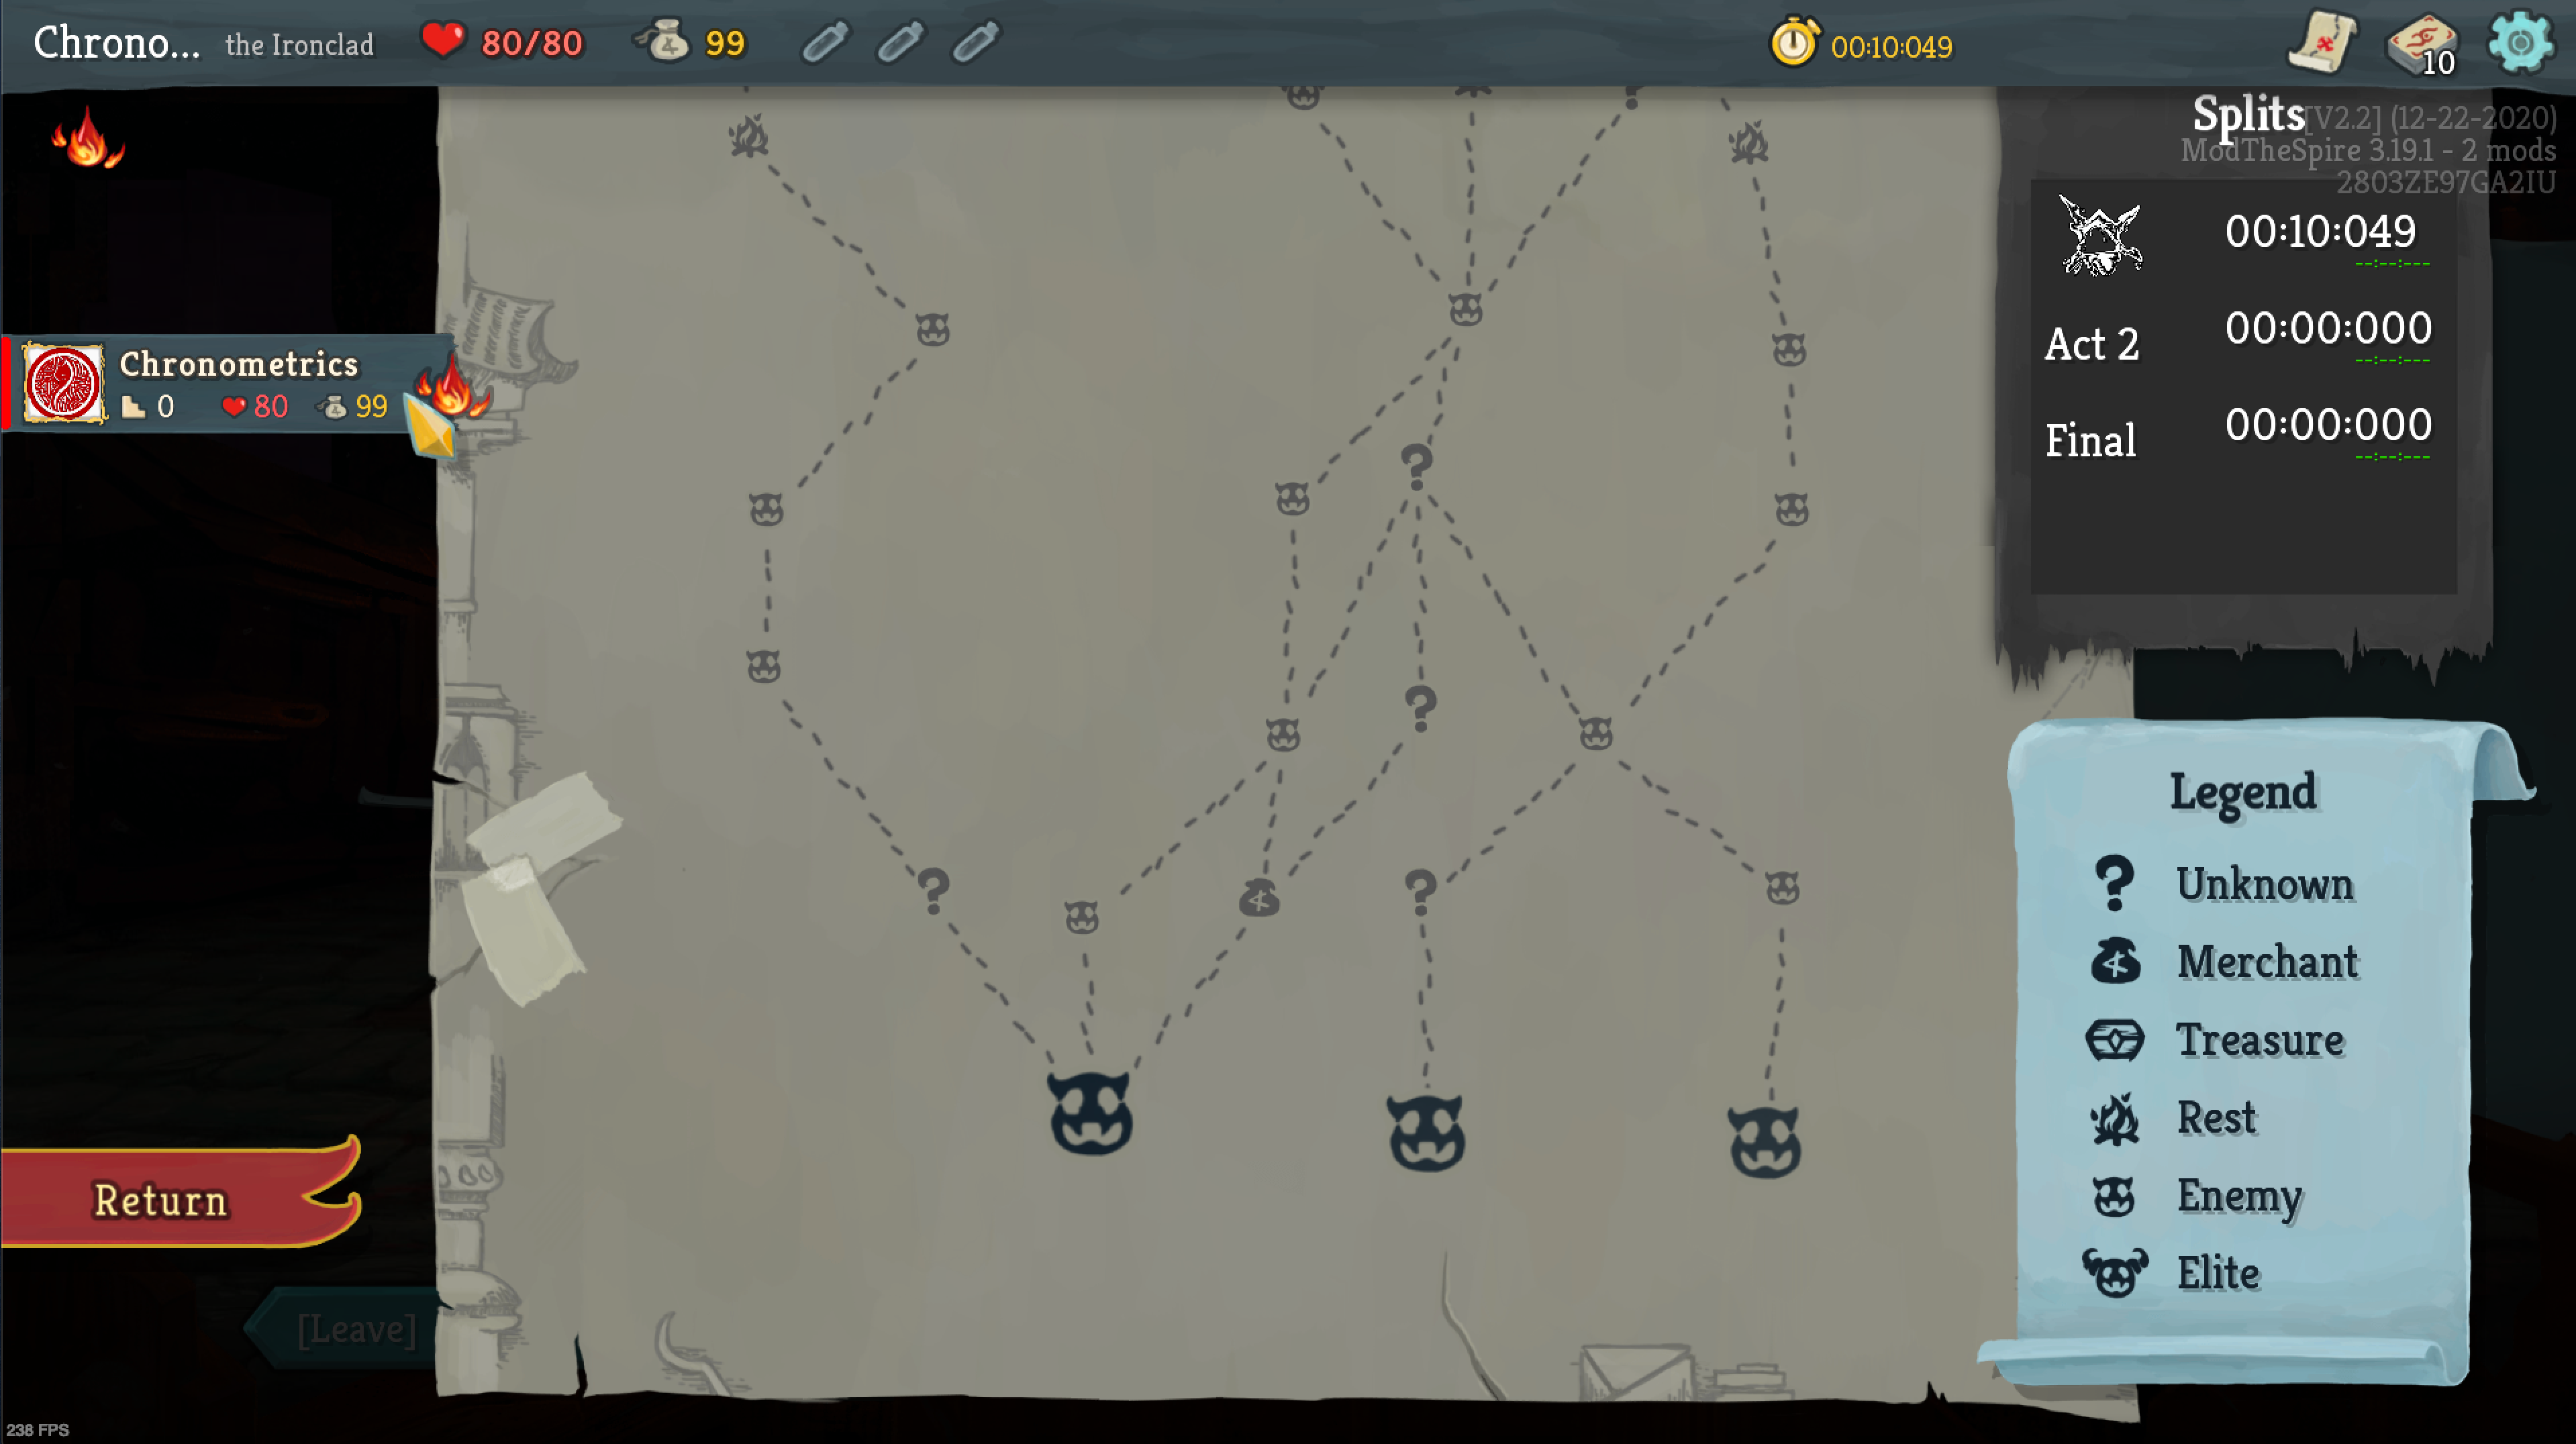 Chrono... the Ironclad 80/80 99 00:10:049 10
Splits
[V2.2] (12-22-2020)
ModTheSpire 3.19.1 - 2 mods
2803ZE97GA2IU
00:10:049
--:--:---
Act 2 00:00:000
--:--:---
Final 00:00:000
--:--:---
Chronometrics
0 80 99
Legend
Unknown
Merchant
Treasure
Rest
Enemy
Elite
Return
[Leave]
238 FPS